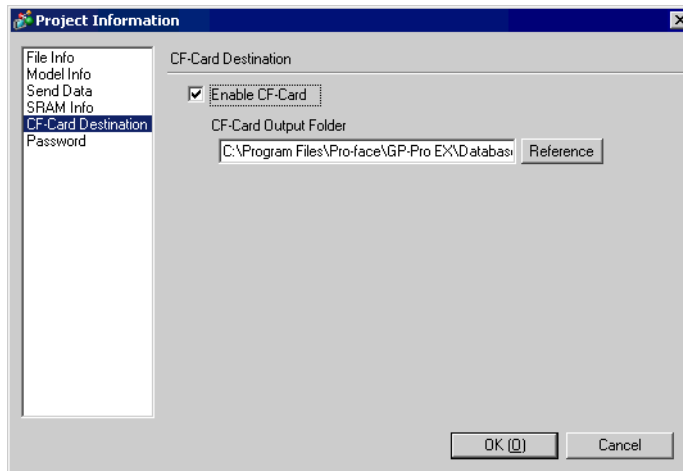 Project Information
File Info
Model Info
Send Data
SRAM Info
CF-Card Destination
Password
CF-Card Destination
Enable CF-Card
CF-Card Output Folder
C:\Program Files\Pro-face\GP-Pro EX\Databas
Reference
OK (O)
Cancel